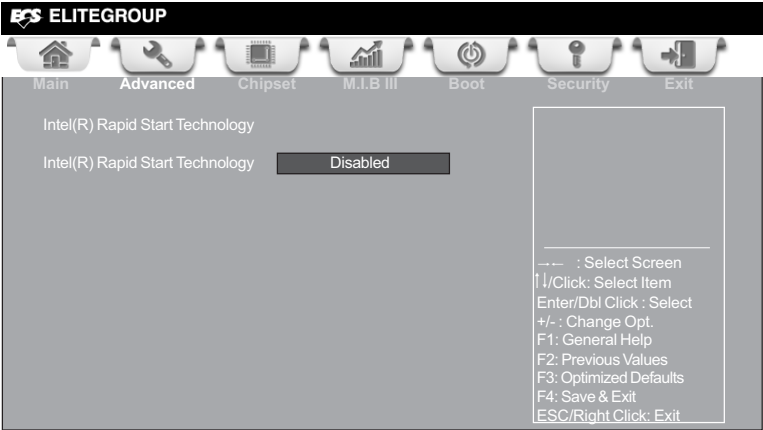 ECS ELITEGROUP
Main Advanced Chipset M.I.B III Boot Security Exit
Intel(R) Rapid Start Technology
Intel(R) Rapid Start Technology Disabled
→← : Select Screen
↑↓/Click: Select Item
Enter/Dbl Click : Select
+/- : Change Opt.
F1: General Help
F2: Previous Values
F3: Optimized Defaults
F4: Save & Exit
ESC/Right Click: Exit